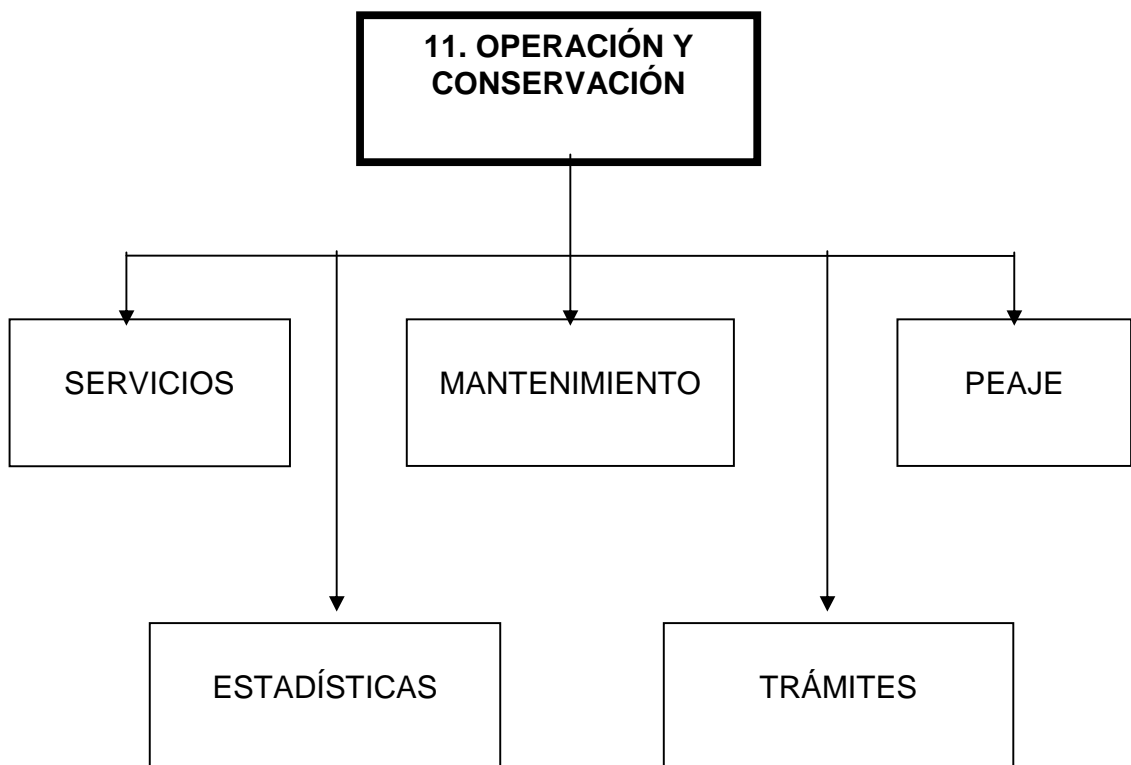 11. OPERACIÓN Y
CONSERVACIÓN
SERVICIOS
MANTENIMIENTO
PEAJE
ESTADÍSTICAS
TRÁMITES